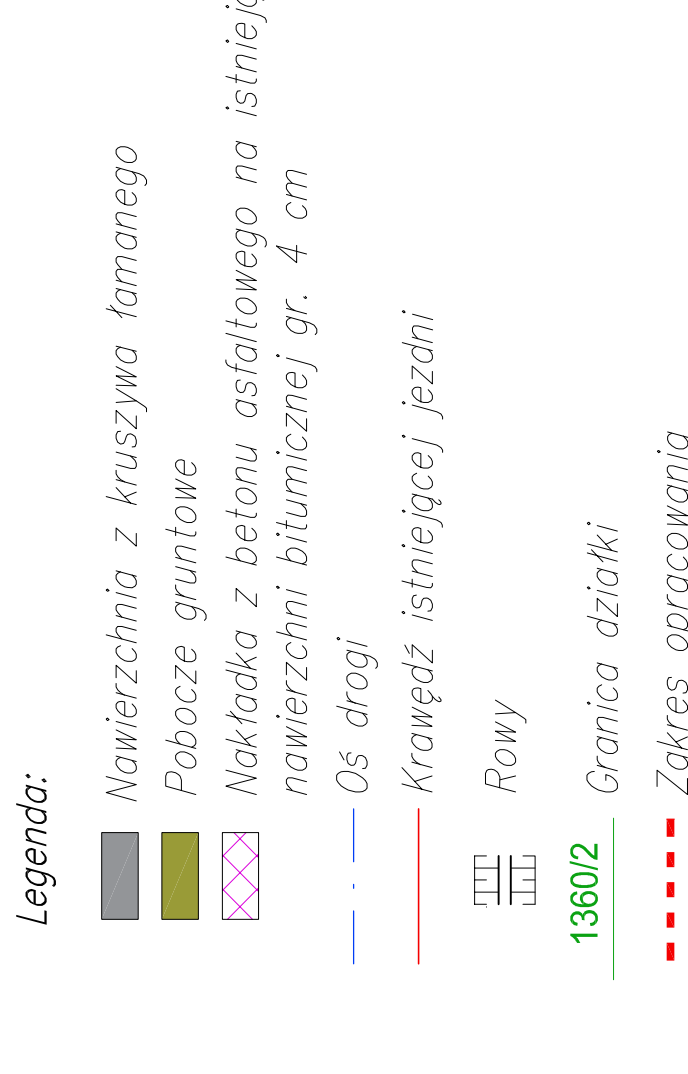 Legenda:
Nawierzchnia z kruszywa łamanego
Pobocze gruntowe
Nakładka z betonu asfaltowego na
nawierzchni bitumicznej gr. 4 cm
Oś drogi
Krawędź istniejącej jezdni
Rowy
1360/2 Granica działki
Zakres opracowania